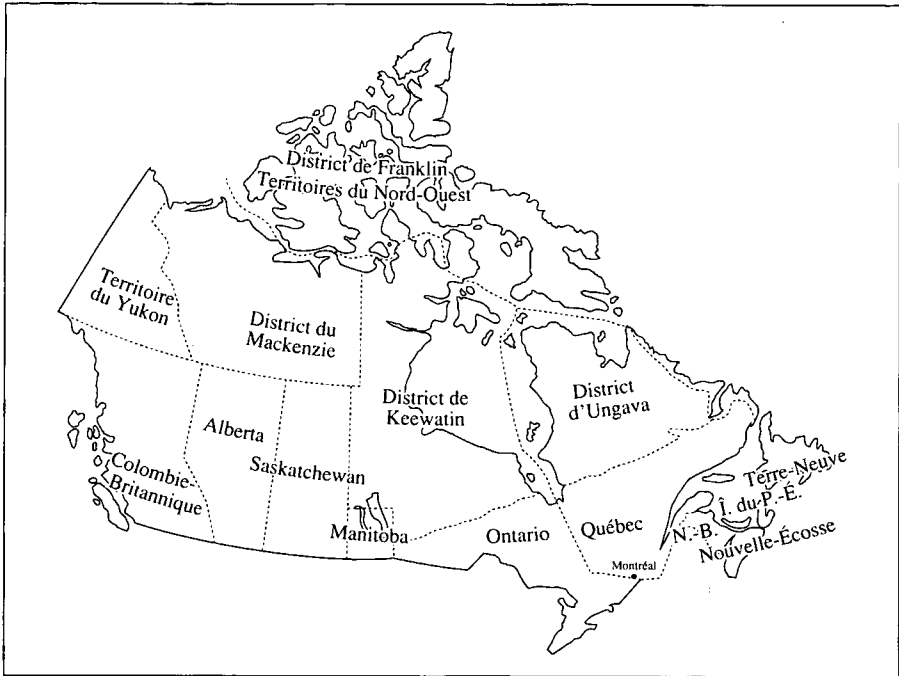 District de Franklin
Territoires du Nord-Ouest
Territoire
du Yukon
District du
Mackenzie
District de
Keewatin
District
d'Ungava
Alberta
Saskatchewan
Colombie-
Britannique
Manitoba
Ontario
Québec
Montréal
Terre-Neuve
Î. du P.-É.
N.-B.
Nouvelle-Écosse